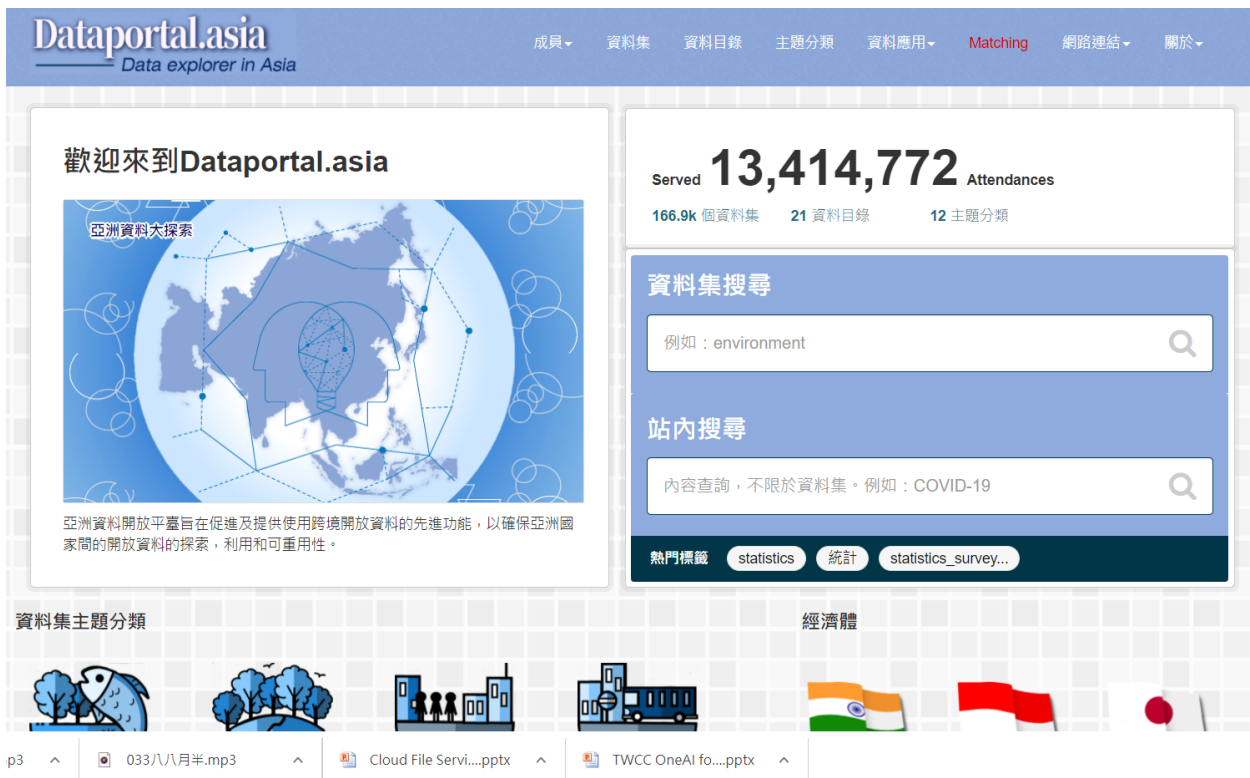 Dataportal.asia
Data explorer in Asia
成員 資料集 資料目錄 主題分類 資料應用 Matching 網路連結 關於
歡迎來到Dataportal.asia
亞洲資料大探索
亞洲資料開放平臺旨在促進及提供使用跨境開放資料的先進功能，以確保亞洲國
家間的開放資料的探索，利用和可重用性。
Served 13,414,772 Attendances
166.9k 個資料集 21 資料目錄 12 主題分類
資料集搜尋
例如：environment
站內搜尋
內容查詢，不限於資料集。例如：COVID-19
熱門標籤 statistics 統計 statistics_survey...
資料集主題分類
經濟體
p3 033八八月半.mp3 Cloud File Servi....pptx TWCC OneAI fo....pptx